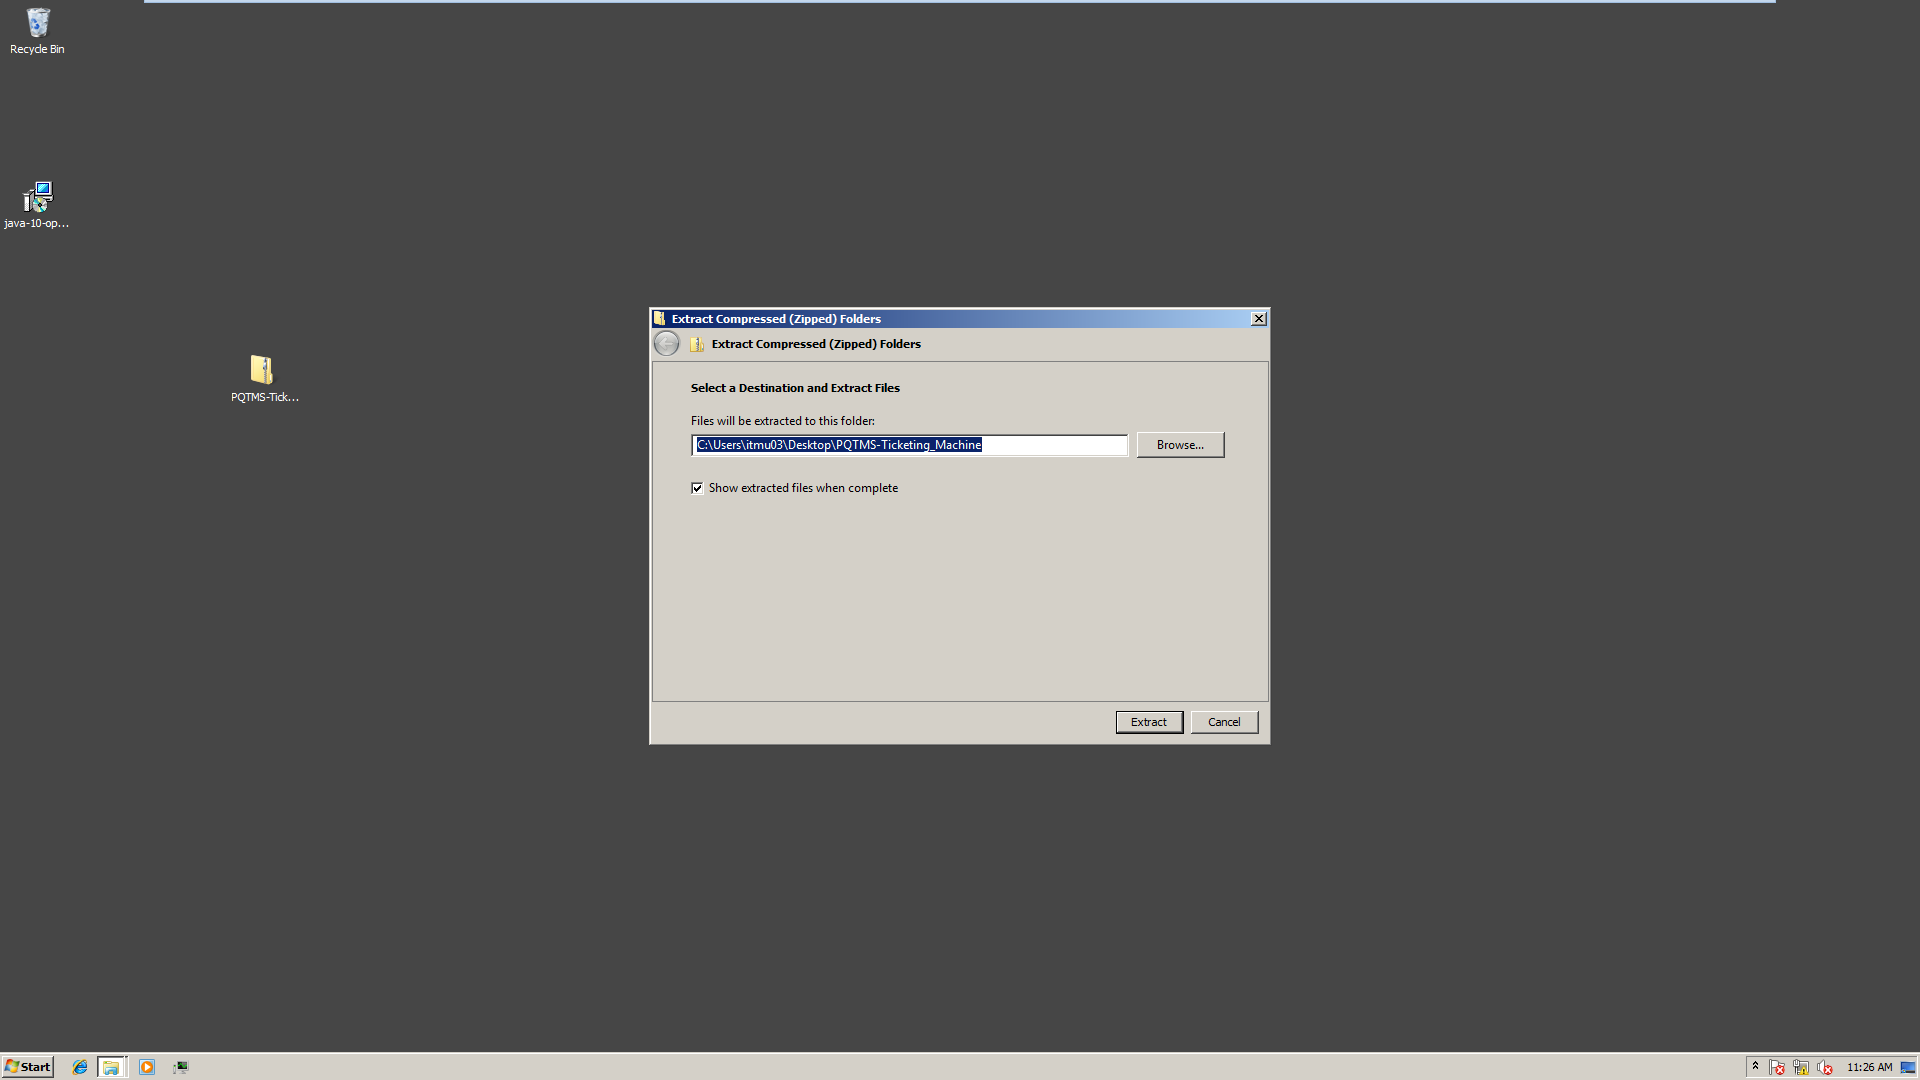 Recycle Bin
java-10-op...
PQTMS-Tick...
Extract Compressed (Zipped) Folders
Extract Compressed (Zipped) Folders
Select a Destination and Extract Files
Files will be extracted to this folder:
C:\Users\itmu03\Desktop\PQTMS-Ticketing_Machine
Browse...
Show extracted files when complete
Extract
Cancel
Start
11:26 AM